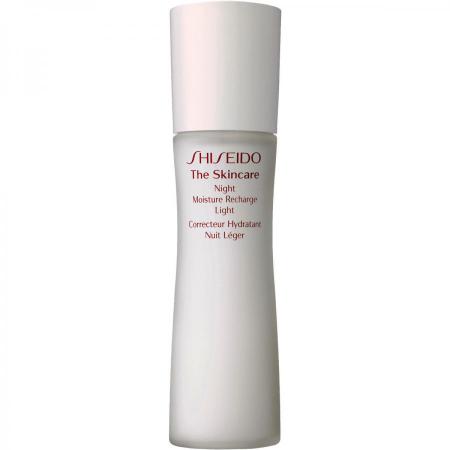 SHISEIDO
The Skincare
Night
Moisture Recharge
Light
Correcteur Hydratant
Nuit Léger